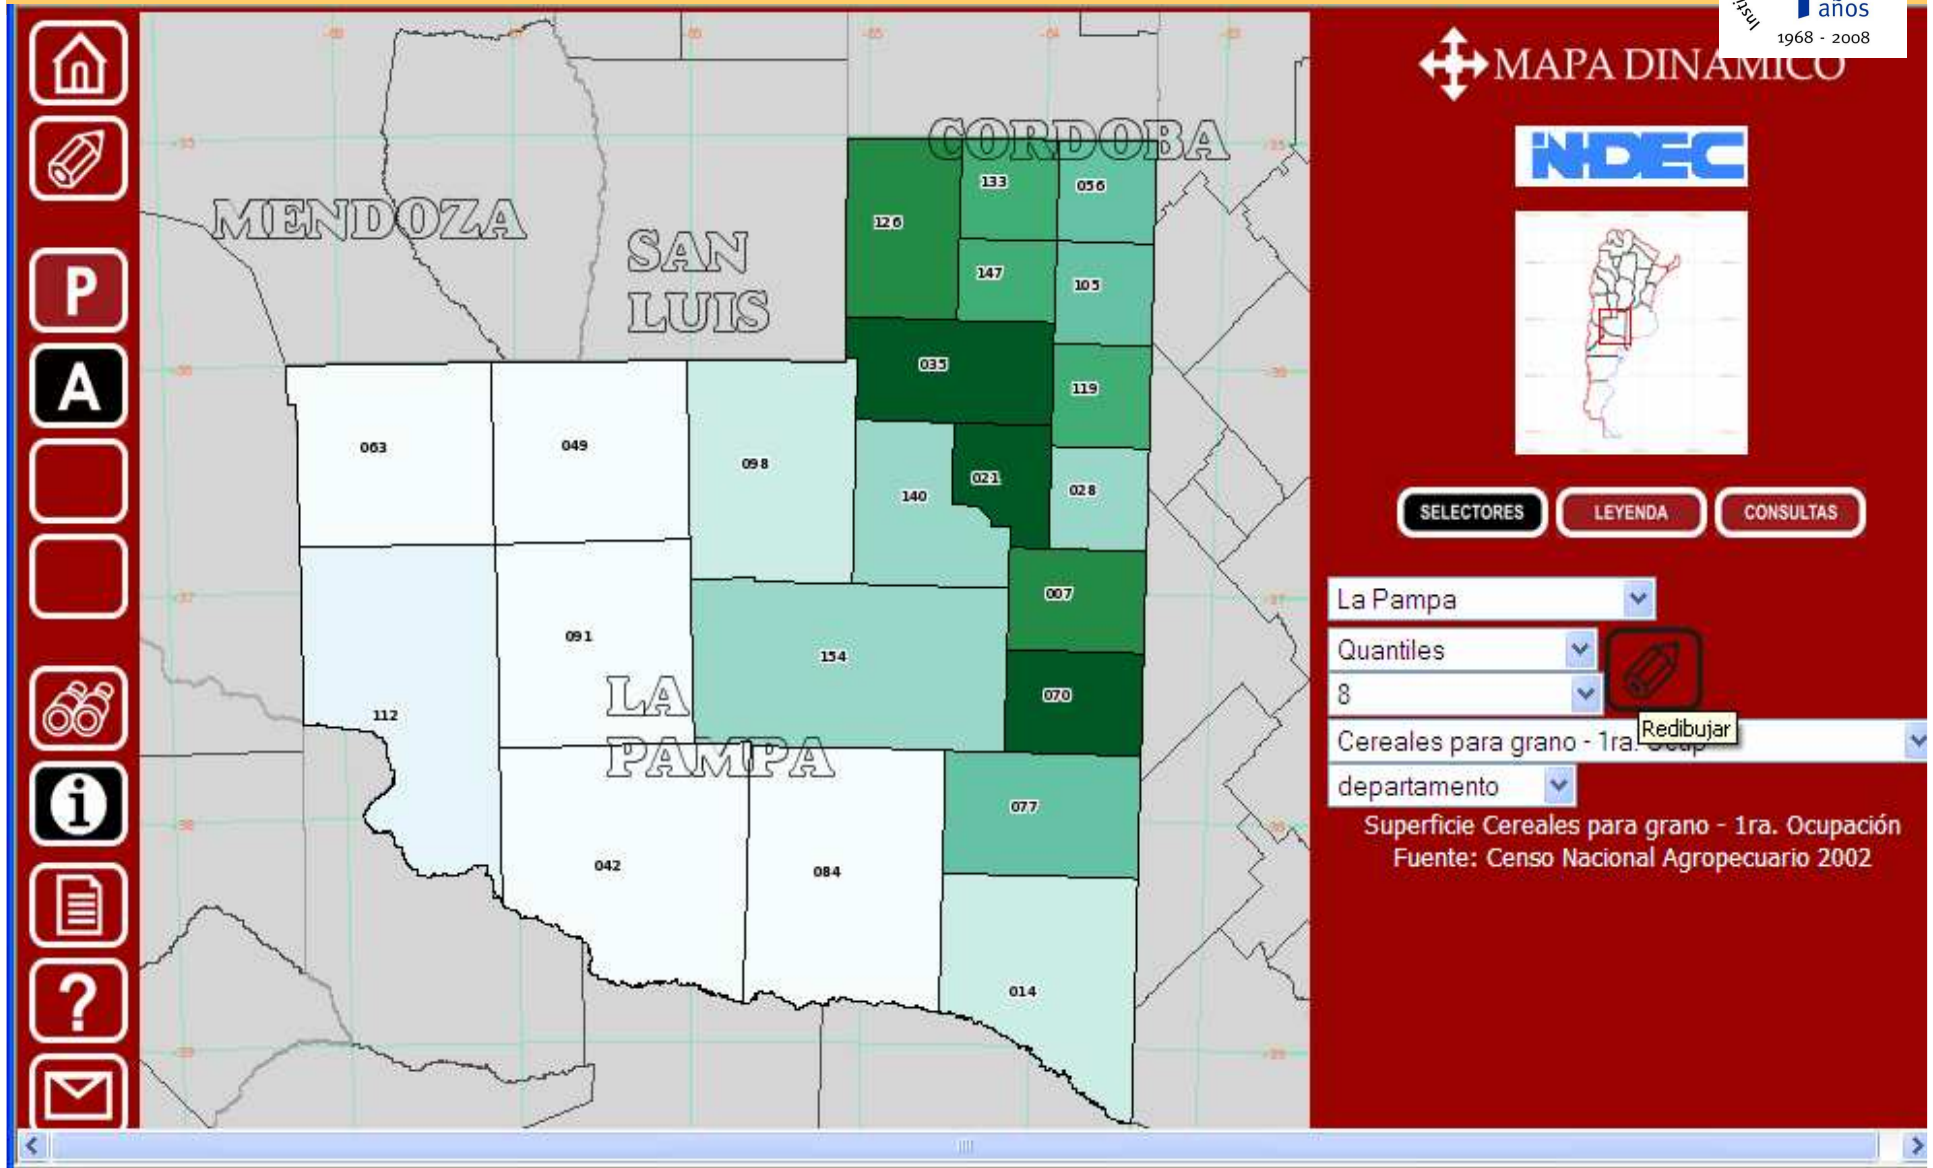 Insti
años
1968 - 2008
MAPA DINAMICO
INDEC
P
A
i
?
CORDOBA
MENDOZA
SAN
LUIS
LA
PAMPA
133
056
126
147
105
035
119
063
049
098
140
021
028
007
091
154
070
112
077
042
084
014
SELECTORES
LEYENDA
CONSULTAS
La Pampa
Quantiles
8
Redibujar
Cereales para grano - 1ra. Ocup
departamento
Superficie Cereales para grano - 1ra. Ocupación
Fuente: Censo Nacional Agropecuario 2002